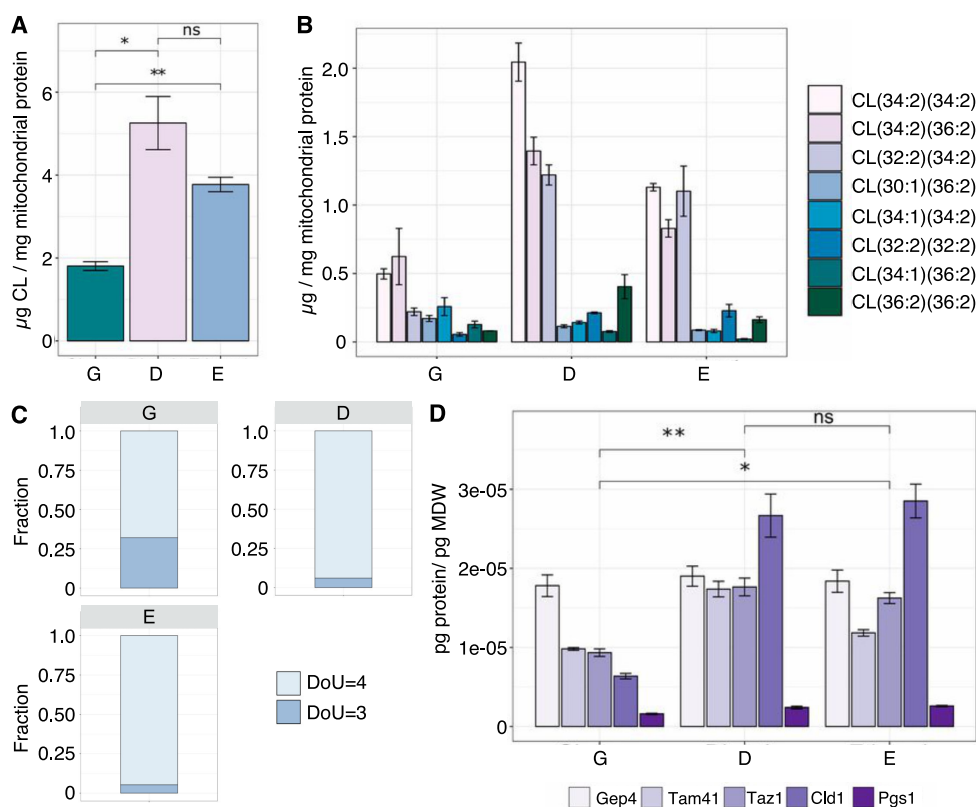 A
µg CL / mg mitochondrial protein
6
4
2
0
*
ns
**
G
D
E
B
µg / mg mitochondrial protein
2.0
1.5
1.0
0.5
0
G
D
E
CL(34:2)(34:2)
CL(34:2)(36:2)
CL(32:2)(34:2)
CL(30:1)(36:2)
CL(34:1)(34:2)
CL(32:2)(32:2)
CL(34:1)(36:2)
CL(36:2)(36:2)
C
G
Fraction
1.0
0.75
0.50
0.25
0
D
1.0
0.75
0.50
0.25
0
E
Fraction
1.0
0.75
0.50
0.25
0
DoU=4
DoU=3
D
pg protein/ pg MDW
3e-05
2e-05
1e-05
0
**
ns
*
G
D
E
Gep4
Tam41
Taz1
Cld1
Pgs1